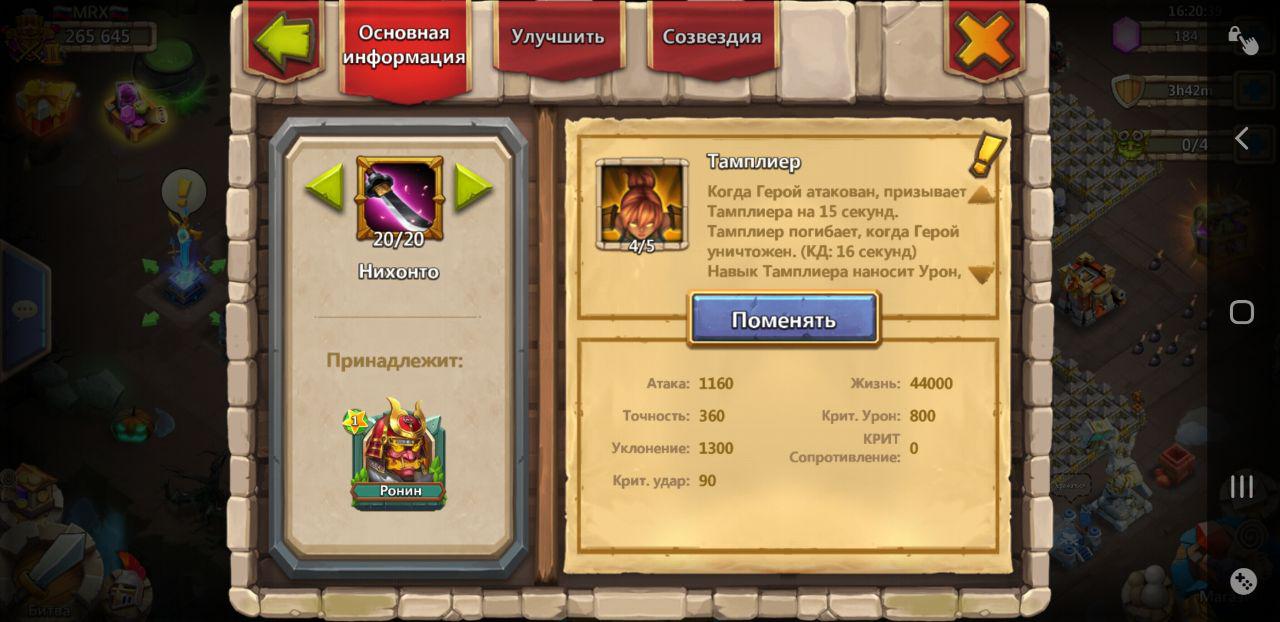 MRX
265 645
II
Основная
информация
Улучшить
Созвездия
16:20:39
184
3h42m
0/4
20/20
Нихонто
Принадлежит:
1
Ронин
Тамплиер
4/5
Когда Герой атакован, призывает
Тамплиера на 15 секунд.
Тамплиер погибает, когда Герой
уничтожен. (КД: 16 секунд)
Навык Тамплиера наносит Урон,
Поменять
Атака: 1160
Жизнь: 44000
Точность: 360
Крит. Урон: 800
Уклонение: 1300
КРИТ
Сопротивление: 0
Крит. удар: 90
Битва